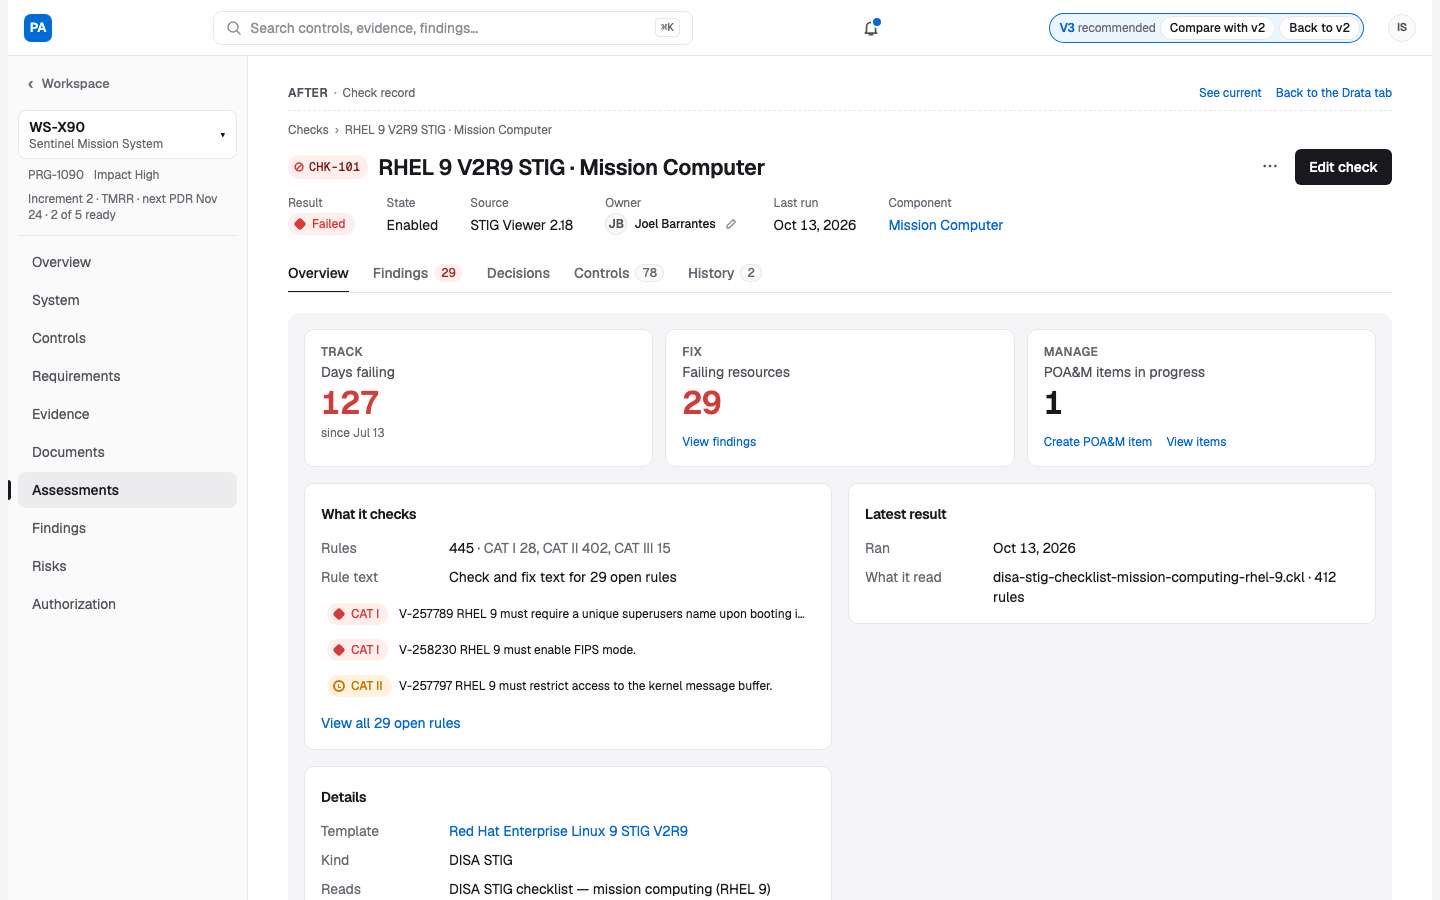 PA
Search controls, evidence, findings...
⌘K
V3 recommended
Compare with v2
Back to v2
IS
‹ Workspace
WS-X90
Sentinel Mission System
PRG-1090 Impact High
Increment 2 · TMRR · next PDR Nov
24 · 2 of 5 ready
Overview
System
Controls
Requirements
Evidence
Documents
Assessments
Findings
Risks
Authorization
AFTER · Check record
See current
Back to the Drata tab
Checks › RHEL 9 V2R9 STIG · Mission Computer
CHK-101
RHEL 9 V2R9 STIG · Mission Computer
···
Edit check
Result
State
Source
Owner
Last run
Component
Failed
Enabled
STIG Viewer 2.18
JB Joel Barrantes
Oct 13, 2026
Mission Computer
Overview
Findings 29
Decisions
Controls 78
History 2
TRACK
Days failing
127
since Jul 13
FIX
Failing resources
29
View findings
MANAGE
POA&M items in progress
1
Create POA&M item
View items
What it checks
Rules
445 · CAT I 28, CAT II 402, CAT III 15
Rule text
Check and fix text for 29 open rules
CAT I V-257789 RHEL 9 must require a unique superusers name upon booting i...
CAT I V-258230 RHEL 9 must enable FIPS mode.
CAT II V-257797 RHEL 9 must restrict access to the kernel message buffer.
View all 29 open rules
Latest result
Ran
Oct 13, 2026
What it read
disa-stig-checklist-mission-computing-rhel-9.ckl · 412
rules
Details
Template
Red Hat Enterprise Linux 9 STIG V2R9
Kind
DISA STIG
Reads
DISA STIG checklist — mission computing (RHEL 9)